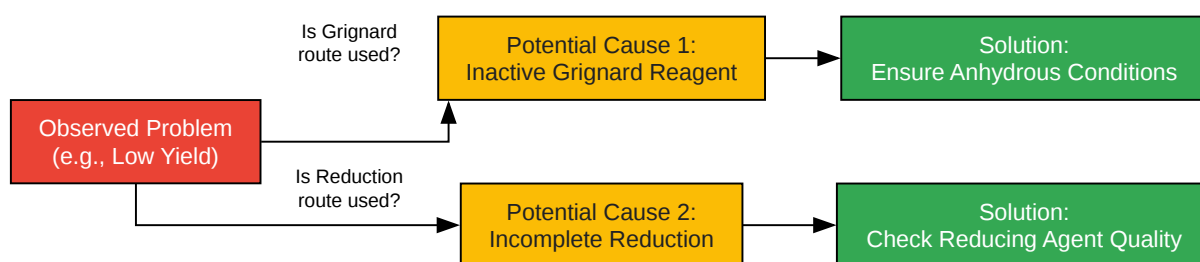 Is Grignard
route used?
Potential Cause 1:
Inactive Grignard Reagent
Solution:
Ensure Anhydrous Conditions
Observed Problem
(e.g., Low Yield)
Is Reduction
route used?
Potential Cause 2:
Incomplete Reduction
Solution:
Check Reducing Agent Quality